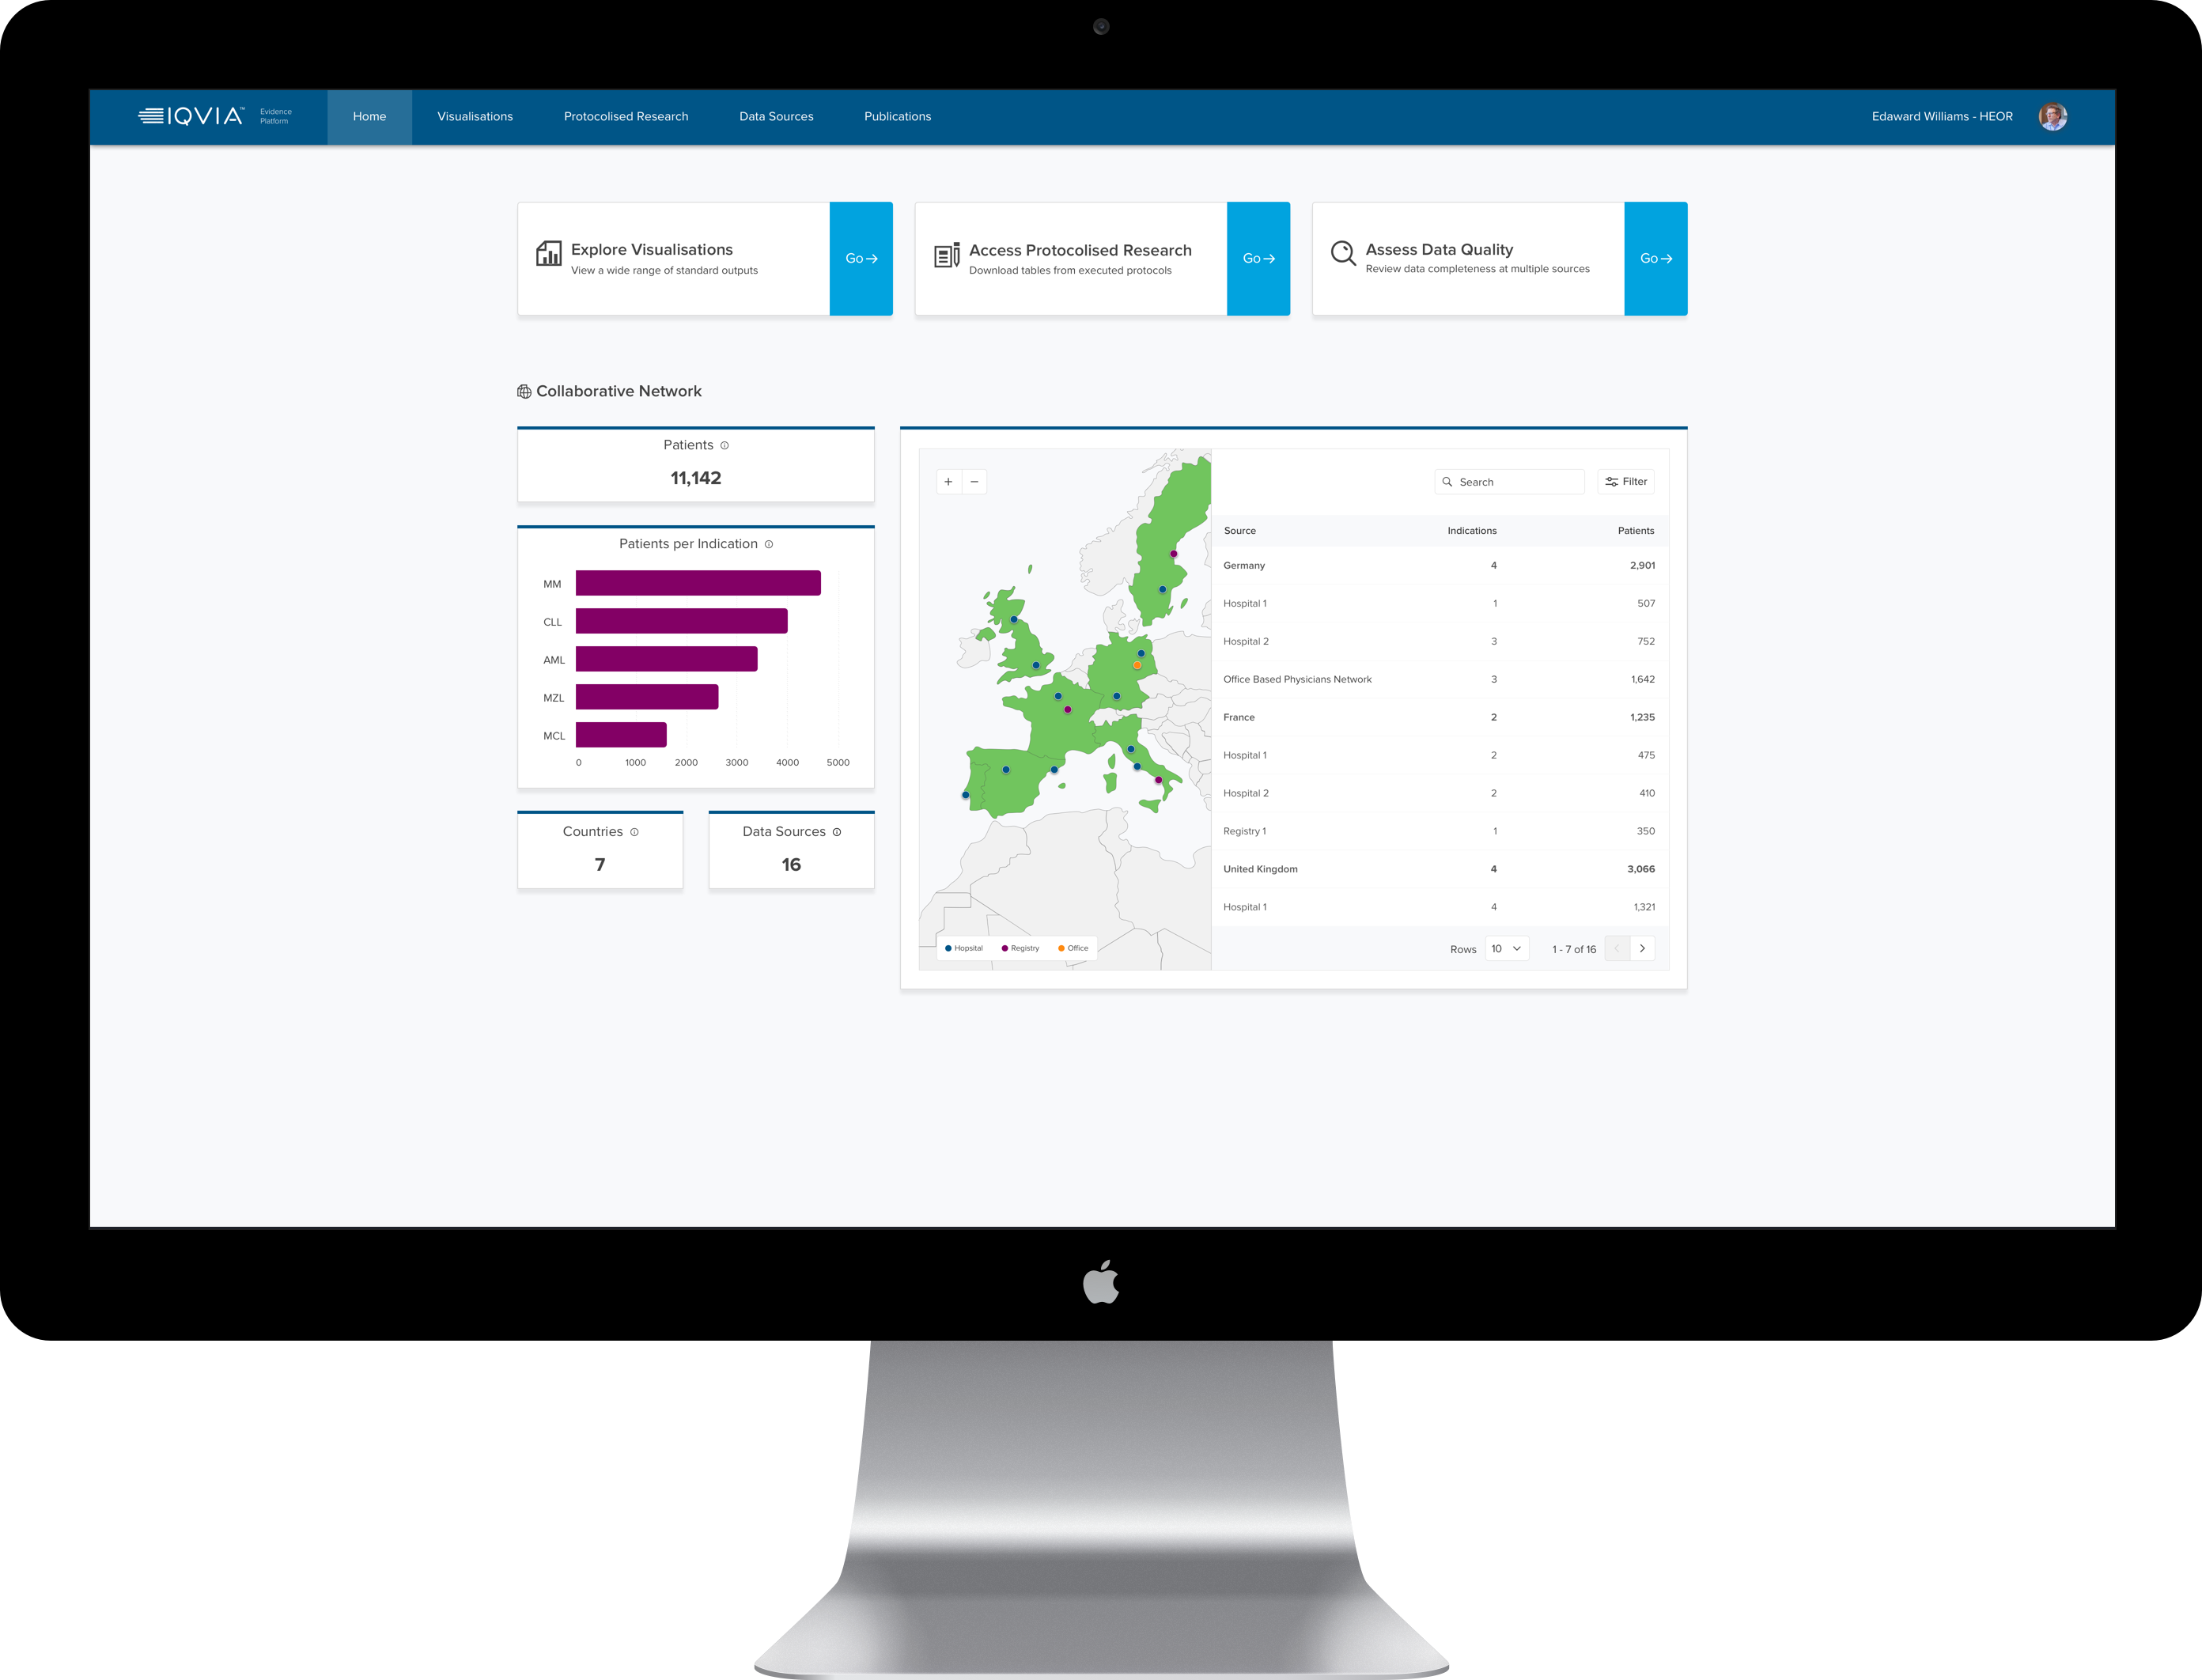 IQVIA™
Evidence
Platform
Home
Visualisations
Protocolised Research
Data Sources
Publications
Edaward Williams - HEOR
Explore Visualisations
View a wide range of standard outputs
Go→
Access Protocolised Research
Download tables from executed protocols
Go→
Assess Data Quality
Review data completeness at multiple sources
Go→
Collaborative Network
Patients
11,142
Patients per Indication
MM
CLL
AML
MZL
MCL
0 1000 2000 3000 4000 5000
Countries
7
Data Sources
16
+ −
Hopsital Registry Office
Search
Filter
Source Indications Patients
Germany 4 2,901
Hospital 1 1 507
Hospital 2 3 752
Office Based Physicians Network 3 1,642
France 2 1,235
Hospital 1 2 475
Hospital 2 2 410
Registry 1 1 350
United Kingdom 4 3,066
Hospital 1 4 1,321
Rows 10 1 - 7 of 16